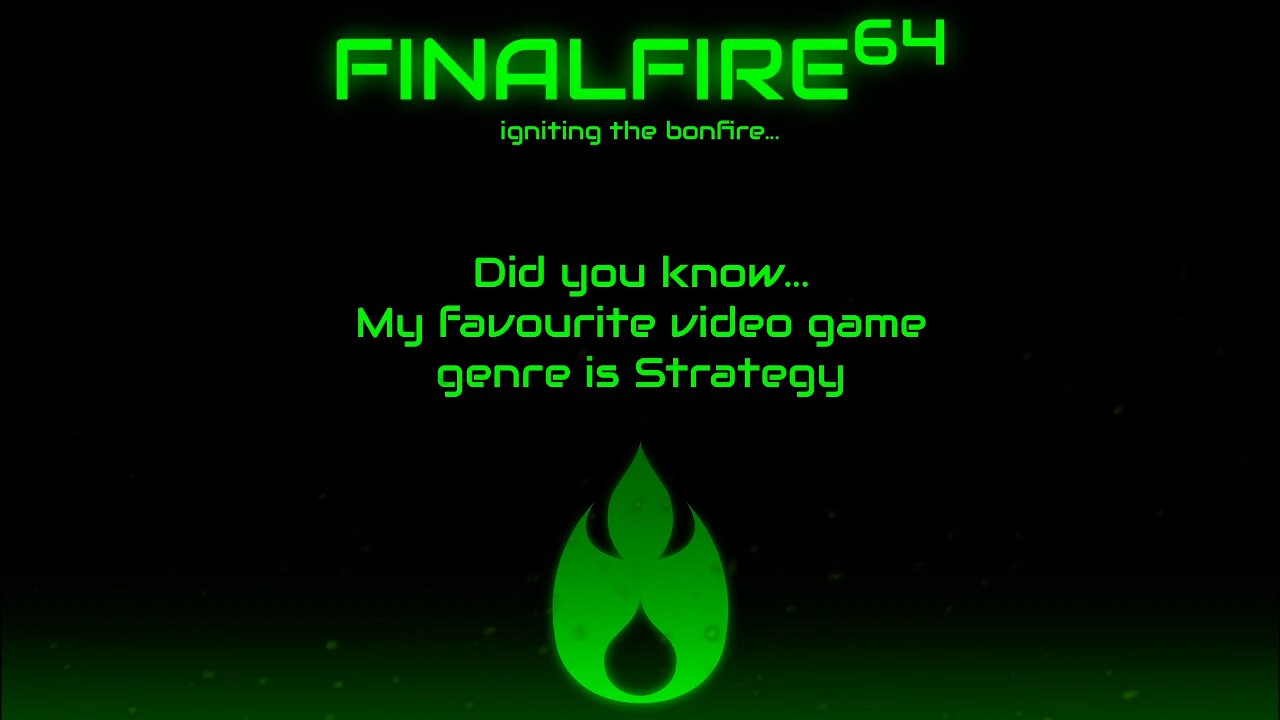 FINALFIRE64
igniting the bonfire...
Did you know...
My favourite video game
genre is Strategy